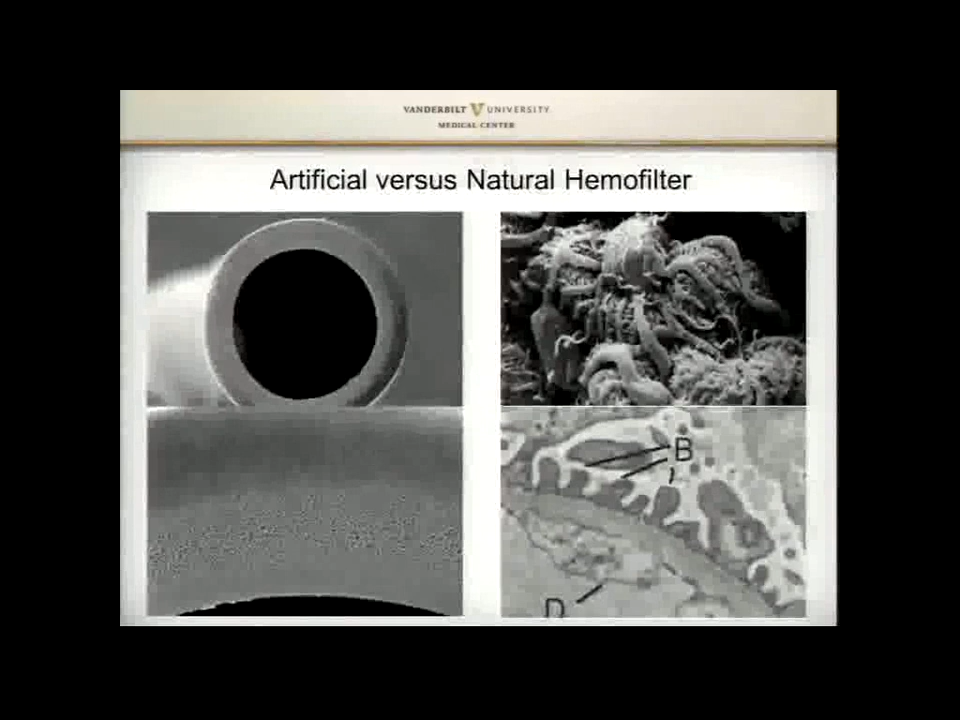 VANDERBILT V UNIVERSITY
MEDICAL CENTER
Artificial versus Natural Hemofilter
B
D